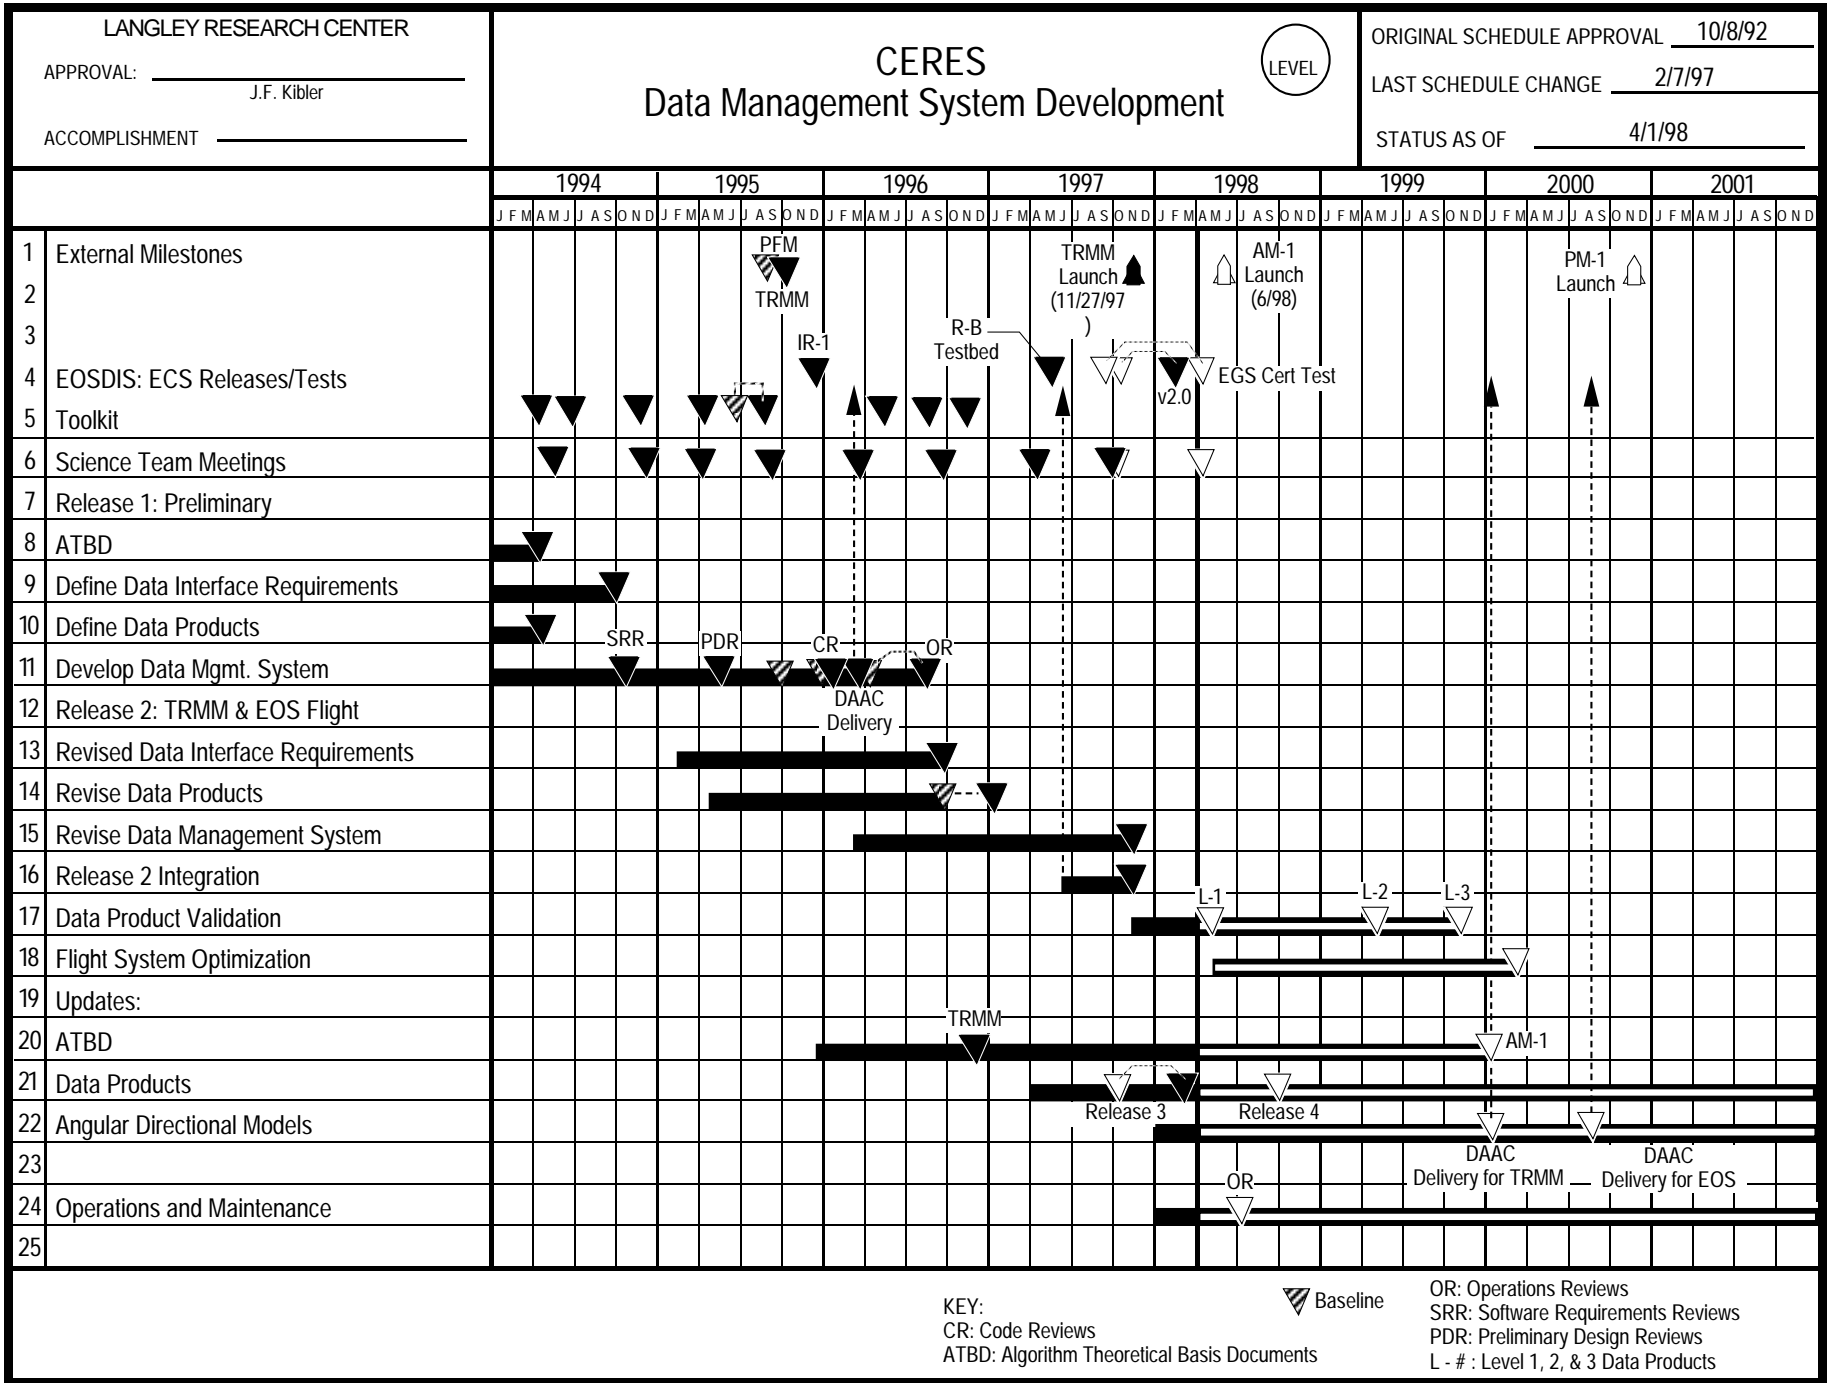 LANGLEY RESEARCH CENTER
APPROVAL:
J.F. Kibler
ACCOMPLISHMENT
CERES
Data Management System Development
LEVEL
ORIGINAL SCHEDULE APPROVAL 10/8/92
LAST SCHEDULE CHANGE 2/7/97
STATUS AS OF 4/1/98
1994 1995 1996 1997 1998 1999 2000 2001
J F M A M J J A S O N D J F M A M J J A S O N D J F M A M J J A S O N D J F M A M J J A S O N D J F M A M J J A S O N D J F M A M J J A S O N D J F M A M J J A S O N D J F M A M J J A S O N D
1 External Milestones
PFM
TRMM
TRMM
Launch
(11/27/97
)
AM-1
Launch
(6/98)
PM-1
Launch
2
3
IR-1
R-B
Testbed
4 EOSDIS: ECS Releases/Tests
EGS Cert Test
v2.0
5 Toolkit
6 Science Team Meetings
7 Release 1: Preliminary
8 ATBD
9 Define Data Interface Requirements
10 Define Data Products
SRR PDR CR OR
11 Develop Data Mgmt. System
DAAC
Delivery
12 Release 2: TRMM & EOS Flight
13 Revised Data Interface Requirements
14 Revise Data Products
15 Revise Data Management System
16 Release 2 Integration
L-1 L-2 L-3
17 Data Product Validation
18 Flight System Optimization
19 Updates:
TRMM
20 ATBD
AM-1
21 Data Products
Release 3 Release 4
22 Angular Directional Models
DAAC
Delivery for TRMM
DAAC
Delivery for EOS
23
OR
24 Operations and Maintenance
25
KEY:
CR: Code Reviews
ATBD: Algorithm Theoretical Basis Documents
Baseline
OR: Operations Reviews
SRR: Software Requirements Reviews
PDR: Preliminary Design Reviews
L - # : Level 1, 2, & 3 Data Products